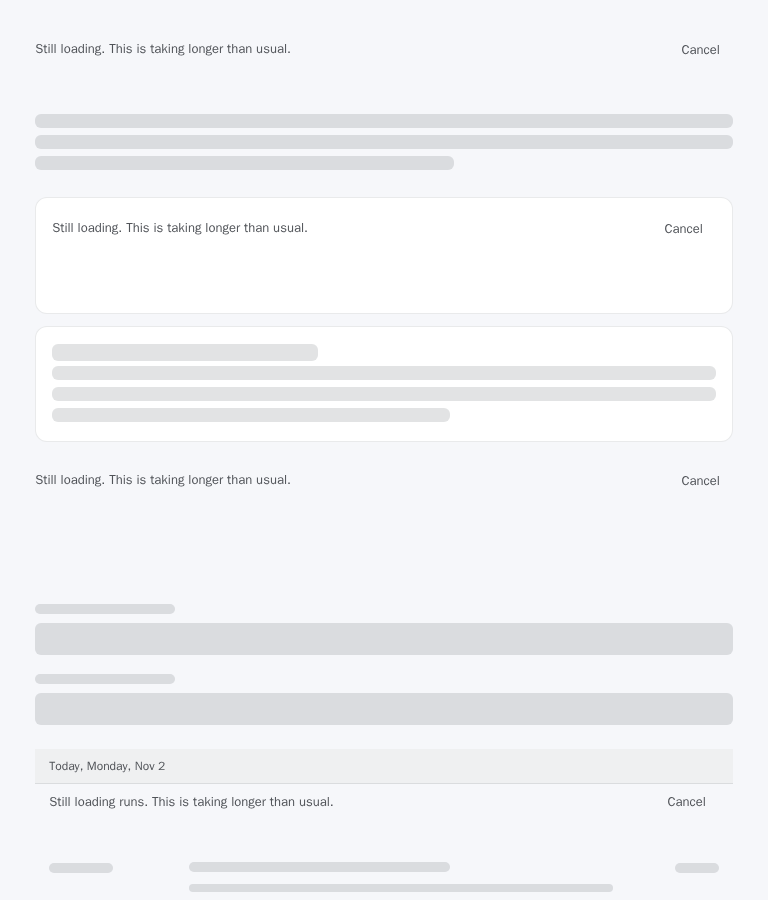 Still loading. This is taking longer than usual. Cancel
Still loading. This is taking longer than usual. Cancel
Still loading. This is taking longer than usual. Cancel
Today, Monday, Nov 2
Still loading runs. This is taking longer than usual. Cancel